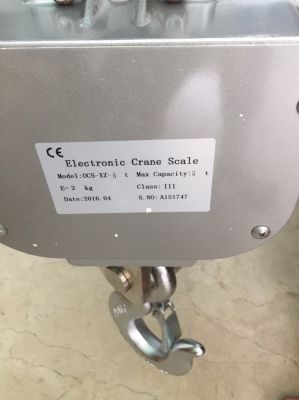 CE
Electronic Crane Scale
Model:OCS-XZ-5 t Max Capacity:5 t
E=2 kg Class: III
Date:2016.04 S.NO: A151747